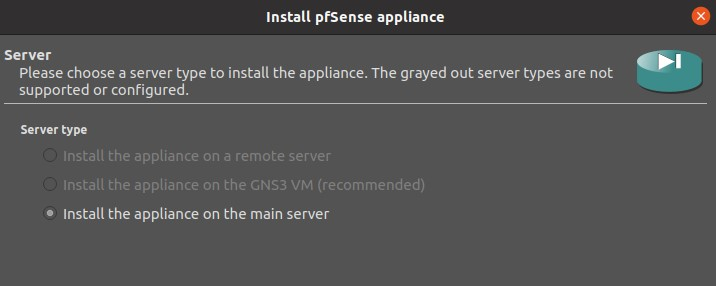 Install pfSense appliance
Server
Please choose a server type to install the appliance. The grayed out server types are not
supported or configured.
Server type
Install the appliance on a remote server
Install the appliance on the GNS3 VM (recommended)
Install the appliance on the main server